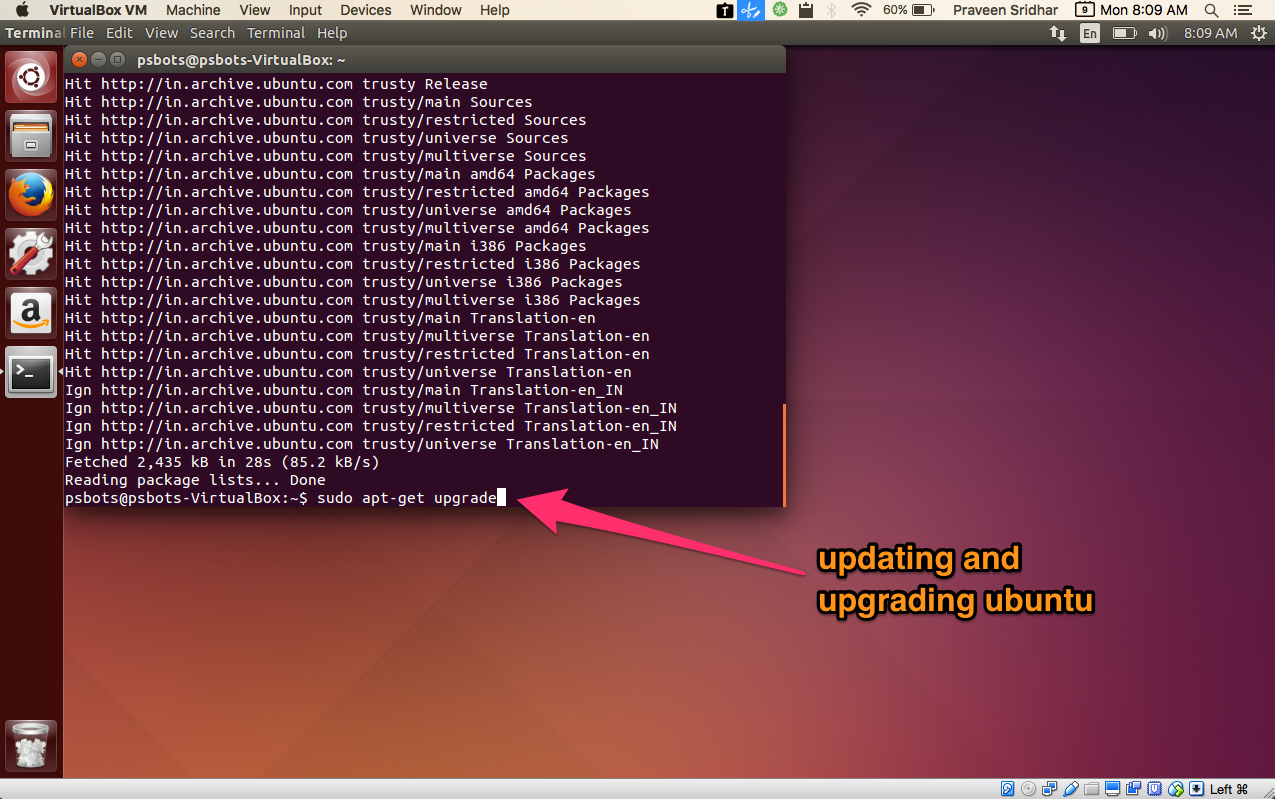 VirtualBox VM Machine View Input Devices Window Help 60% Praveen Sridhar 9 Mon 8:09 AM
Terminal File Edit View Search Terminal Help En 8:09 AM
psbots@psbots-VirtualBox: ~
Hit http://in.archive.ubuntu.com trusty Release
Hit http://in.archive.ubuntu.com trusty/main Sources
Hit http://in.archive.ubuntu.com trusty/restricted Sources
Hit http://in.archive.ubuntu.com trusty/universe Sources
Hit http://in.archive.ubuntu.com trusty/multiverse Sources
Hit http://in.archive.ubuntu.com trusty/main amd64 Packages
Hit http://in.archive.ubuntu.com trusty/restricted amd64 Packages
Hit http://in.archive.ubuntu.com trusty/universe amd64 Packages
Hit http://in.archive.ubuntu.com trusty/multiverse amd64 Packages
Hit http://in.archive.ubuntu.com trusty/main i386 Packages
Hit http://in.archive.ubuntu.com trusty/restricted i386 Packages
Hit http://in.archive.ubuntu.com trusty/universe i386 Packages
Hit http://in.archive.ubuntu.com trusty/multiverse i386 Packages
Hit http://in.archive.ubuntu.com trusty/main Translation-en
Hit http://in.archive.ubuntu.com trusty/multiverse Translation-en
Hit http://in.archive.ubuntu.com trusty/restricted Translation-en
Hit http://in.archive.ubuntu.com trusty/universe Translation-en
Ign http://in.archive.ubuntu.com trusty/main Translation-en_IN
Ign http://in.archive.ubuntu.com trusty/multiverse Translation-en_IN
Ign http://in.archive.ubuntu.com trusty/restricted Translation-en_IN
Ign http://in.archive.ubuntu.com trusty/universe Translation-en_IN
Fetched 2,435 kB in 28s (85.2 kB/s)
Reading package lists... Done
psbots@psbots-VirtualBox:~$ sudo apt-get upgrade
updating and
upgrading ubuntu
Left ⌘